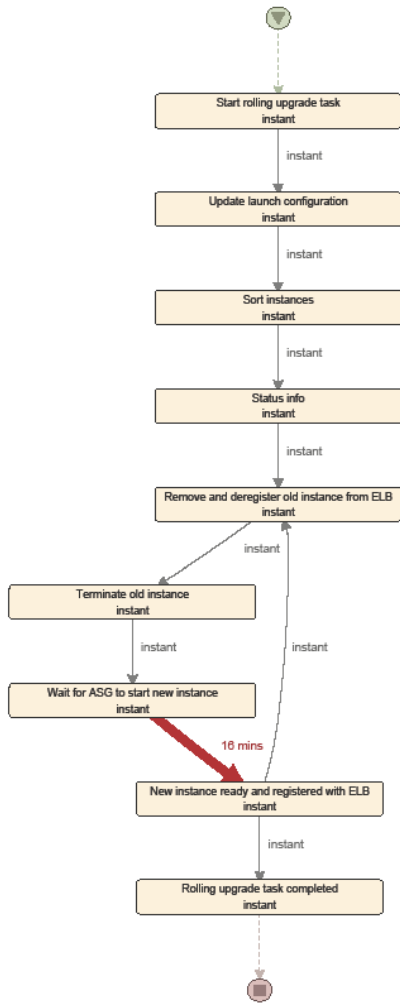 Start rolling upgrade task
instant
instant
Update launch configuration
instant
instant
Sort instances
instant
instant
Status info
instant
instant
Remove and deregister old instance from ELB
instant
instant
Terminate old instance
instant
instant
Wait for ASG to start new instance
instant
16 mins
New instance ready and registered with ELB
instant
instant
Rolling upgrade task completed
instant